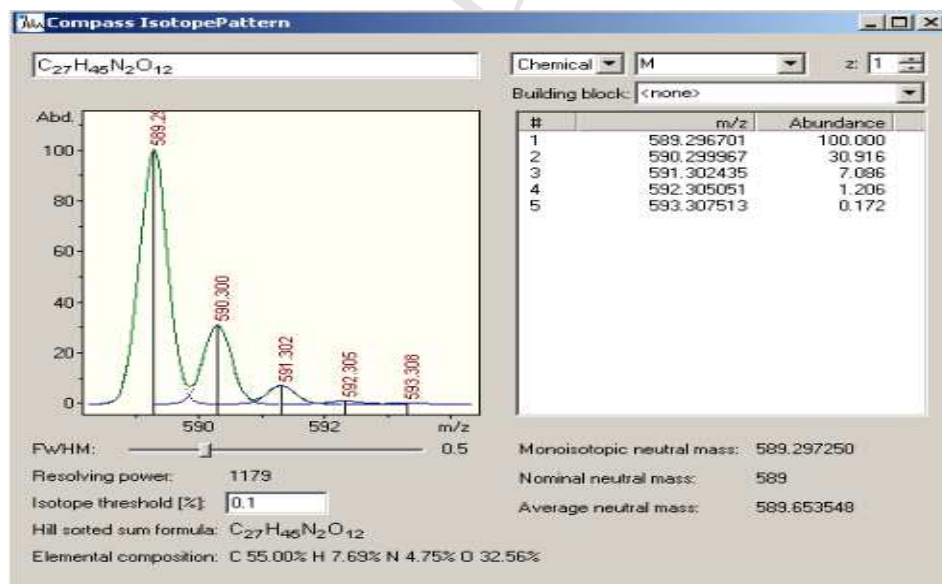 Compass IsotopePattern
C27H45N2O12
Chemical M z: 1
Building block: <none>
Abd.
100
80
60
40
20
0
589.29
590.300
591.302
592.305
593.308
590 592 m/z
# m/z Abundance
1 589.296701 100.000
2 590.299967 30.916
3 591.302435 7.086
4 592.305051 1.206
5 593.307513 0.172
FWHM: 0.5
Resolving power: 1179
Isotope threshold [%]: 0.1
Hill sorted sum formula: C27H45N2O12
Elemental composition: C 55.00% H 7.69% N 4.75% O 32.56%
Monoisotopic neutral mass: 589.297250
Nominal neutral mass: 589
Average neutral mass: 589.653548